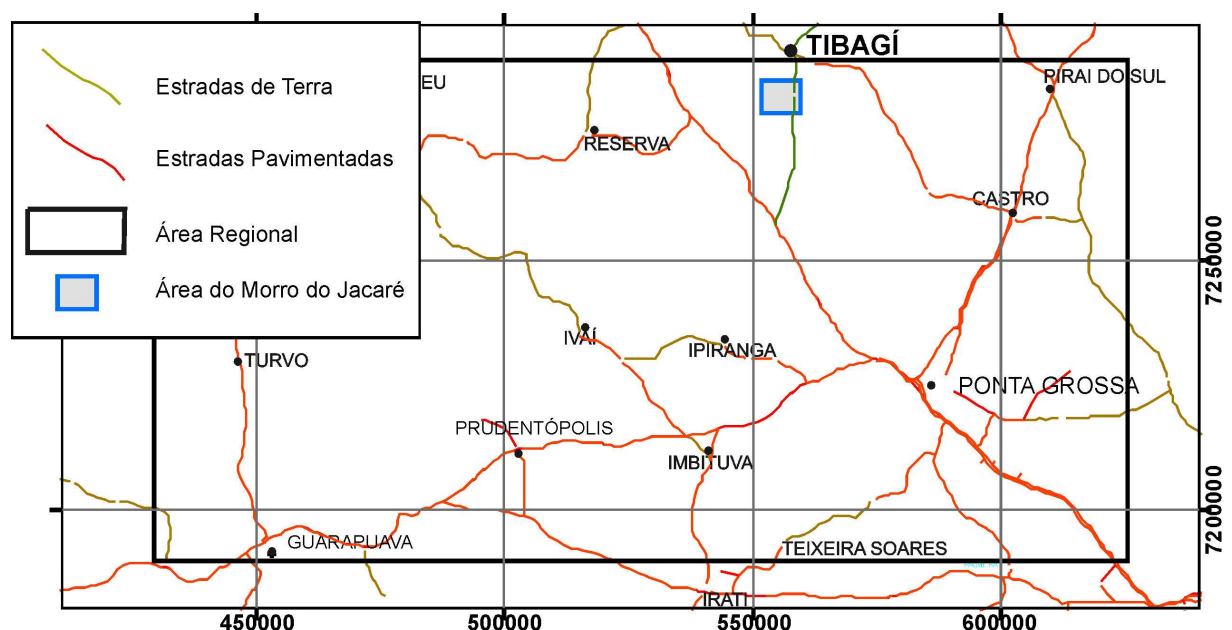 Estradas de Terra
Estradas Pavimentadas
Área Regional
Área do Morro do Jacaré
EU
TIBAGÍ
PIRAI DO SUL
RESERVA
CASTRO
7250000
IVAÍ
IPIRANGA
TURVO
PONTA GROSSA
PRUDENTÓPOLIS
IMBITUVA
7200000
GUARAPUAVA
TEIXEIRA SOARES
IRATI
450000
500000
550000
600000